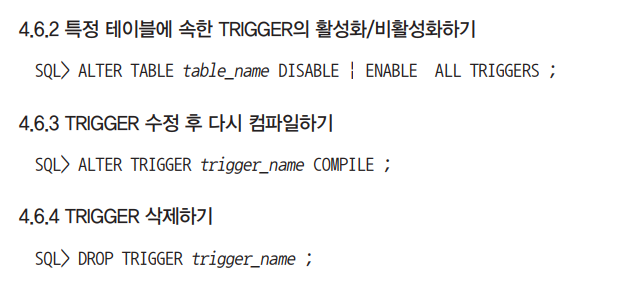 4.6.2 특정 테이블에 속한 TRIGGER의 활성화/비활성화하기
SQL> ALTER TABLE table_name DISABLE ¦ ENABLE ALL TRIGGERS ;
4.6.3 TRIGGER 수정 후 다시 컴파일하기
SQL> ALTER TRIGGER trigger_name COMPILE ;
4.6.4 TRIGGER 삭제하기
SQL> DROP TRIGGER trigger_name ;